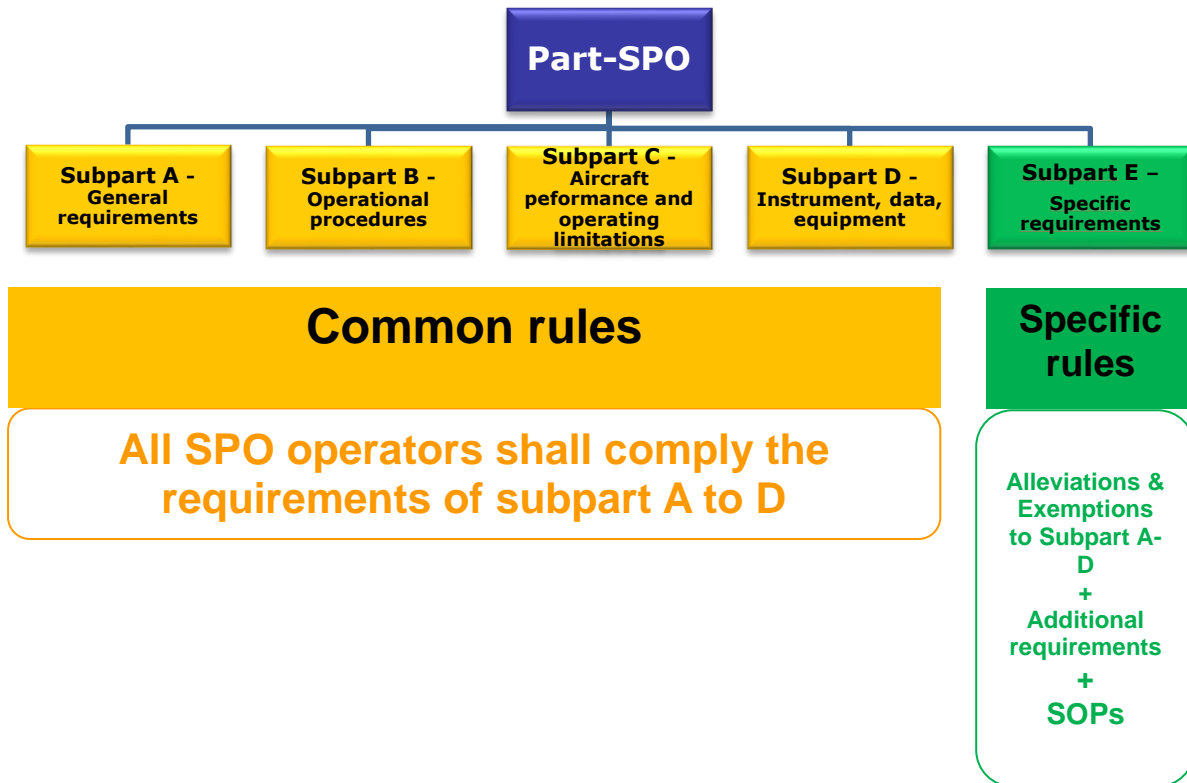 Part-SPO
Subpart A -
General
requirements
Subpart B -
Operational
procedures
Subpart C -
Aircraft
peformance and
operating
limitations
Subpart D -
Instrument, data,
equipment
Subpart E –
Specific
requirements
Common rules
Specific
rules
All SPO operators shall comply the
requirements of subpart A to D
Alleviations &
Exemptions
to Subpart A-
D
+
Additional
requirements
+
SOPs